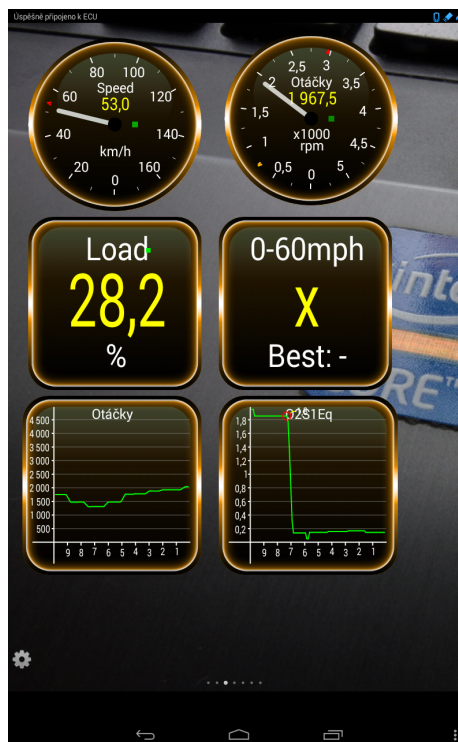 Úspěšně připojeno k ECU
80 100
Speed
53,0
60 120
40 140
km/h
20 160
0
2,5 3
Otáčky
2 1 967,5 3,5
1,5 4
x1000
1 rpm 4,5
0,5 5
0
Load
28,2
%
0-60mph
x
Best: -
Otáčky
4 500
4 000
3 500
3 000
2 500
2 000
1 500
1 000
500
9 8 7 6 5 4 3 2 1
O2S1Eq
1,8
1,6
1,4
1,2
1
0,8
0,6
0,4
0,2
9 8 7 6 5 4 3 2 1